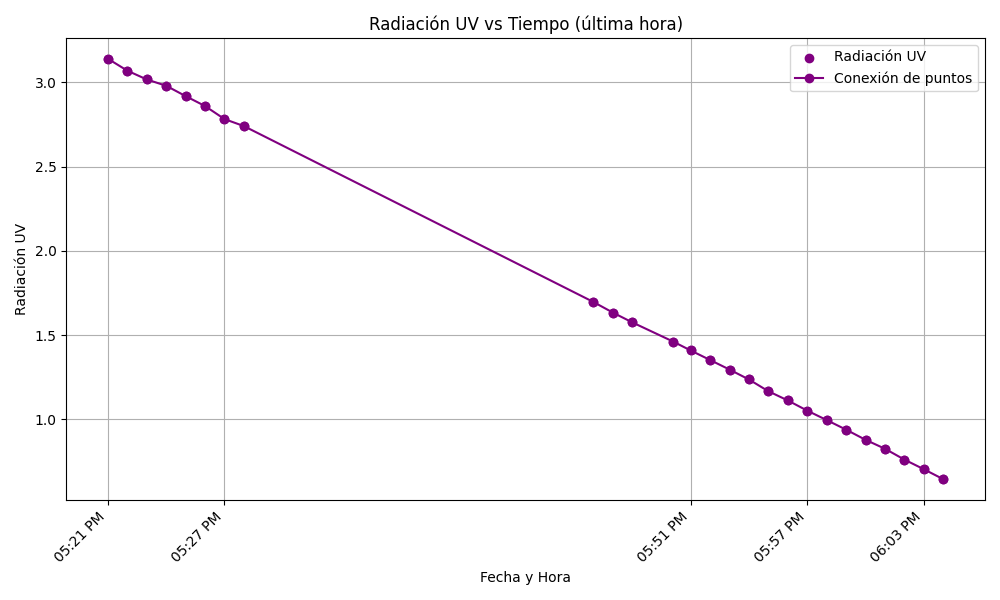 Radiación UV vs Tiempo (última hora)
Radiación UV
Conexión de puntos
3.0
2.5
2.0
1.5
1.0
Radiación UV
05:21 PM
05:27 PM
05:51 PM
05:57 PM
06:03 PM
Fecha y Hora